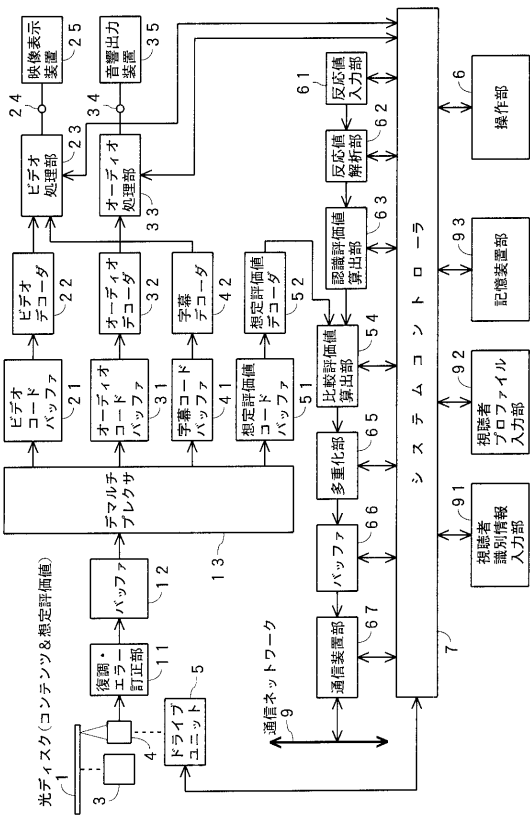 光ディスク(コンテンツ&想定評価値)
1
3
4
ドライブ
ユニット
5
復調・
エラー
訂正部
11
バッファ
12
デマルチ
プレクサ
13
ビデオ
コード
バッファ
21
ビデオ
デコーダ
22
ビデオ
処理部
23
24
映像表示
装置
25
オーディオ
コード
バッファ
31
オーディオ
デコーダ
32
オーディオ
処理部
33
34
音響出力
装置
35
字幕コード
バッファ
41
字幕
デコーダ
42
想定評価値
コード
バッファ
51
想定評価値
デコーダ
52
通信ネットワーク
9
通信装置部
67
バッファ
66
多重化部
65
比較評価値
算出部
54
認識評価値
算出部
63
反応値
解析部
62
反応値
入力部
61
システムコントローラ
7
視聴者
識別情報
入力部
91
視聴者
プロファイル
入力部
92
記憶装置部
93
操作部
6